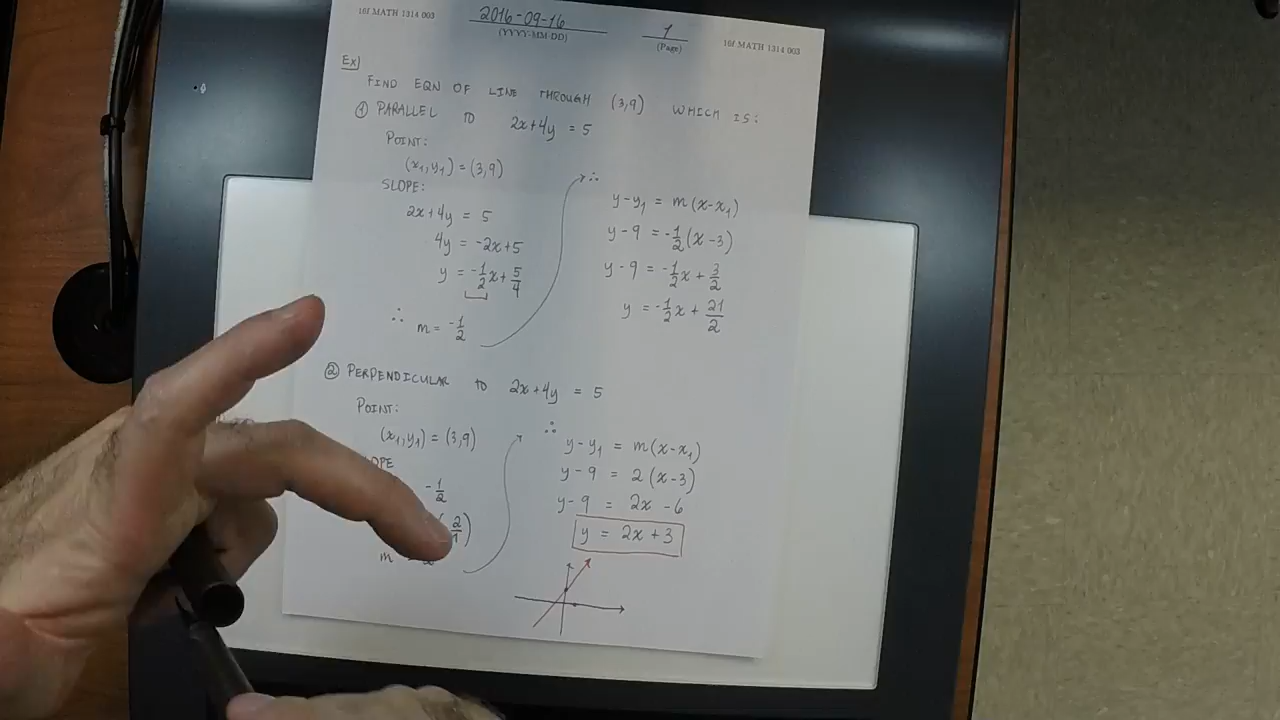 16f MATH 1314 003
2016-09-16
(YYYY-MM-DD)
1
(Page)
16f MATH 1314 003
Ex)
FIND EQN OF LINE THROUGH (3,9) WHICH IS:
① PARALLEL TO 2x+4y = 5
POINT:
(x₁,y₁) = (3,9)
SLOPE:
2x+4y = 5
4y = -2x+5
y = -1/2x+5/4
∴ m = -1/2
∴
y-y₁ = m(x-x₁)
y-9 = -1/2(x-3)
y-9 = -1/2x + 3/2
y = -1/2x + 21/2
② PERPENDICULAR TO 2x+4y = 5
POINT:
(x₁,y₁) = (3,9)
-1/2
m
∴
y-y₁ = m(x-x₁)
y-9 = 2(x-3)
y-9 = 2x-6
y = 2x+3